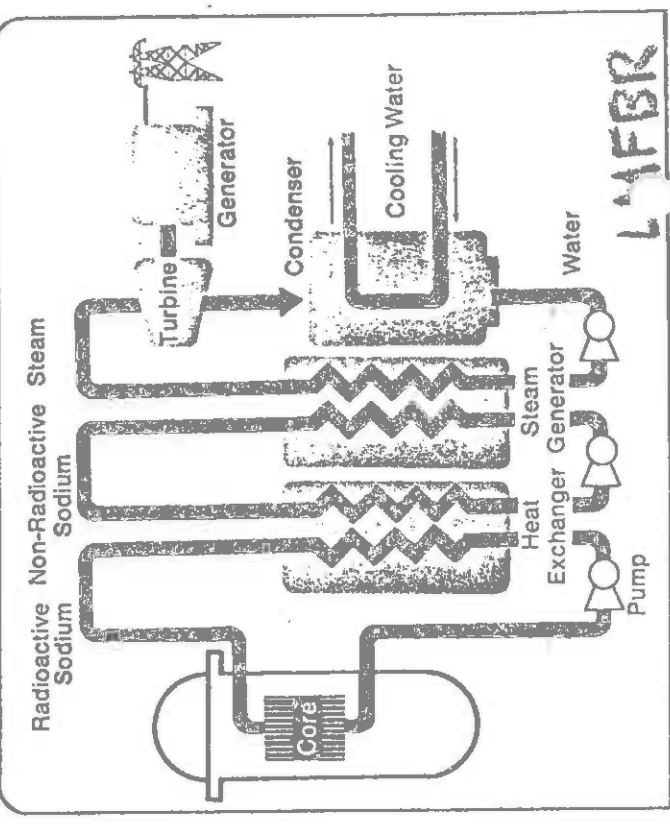 Radioactive
Sodium
Non-Radioactive
Sodium
Steam
Turbine
Generator
Condenser
Cooling Water
Core
Heat
Exchanger
Steam
Generator
Water
Pump
LMFBR